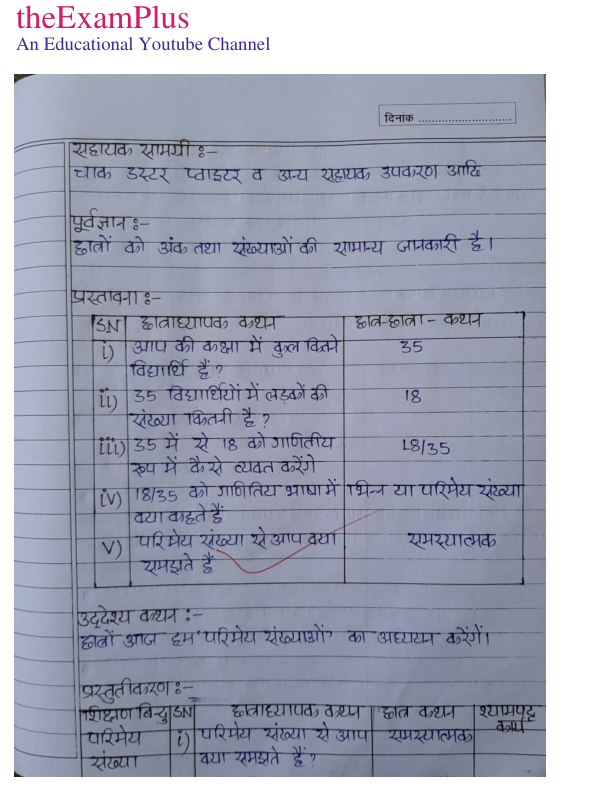 theExamPlus
An Educational Youtube Channel
दिनांक ............................
सहायक सामग्री :-
चाक डस्टर प्वाइटर व अन्य सहायक उपकरण आदि
पूर्वज्ञान :-
छात्रों को अंक तथा संख्याओं की सामान्य जानकारी है।
प्रस्तावना :-
SN छात्राध्यापक कथन छात्र-छात्रा - कथन
i) आप की कक्षा में कुल कितने 35
विद्यार्थि हैं ?
ii) 35 विद्यार्थियों में लड़कों की 18
संख्या कितनी है ?
iii) 35 में से 18 को गाणितीय 18/35
रूप में कैसे व्यक्त करेंगे
iv) 18/35 को गणितिय भाषा में भिन्न या परिमेय संख्या
क्या कहते हैं
v) परिमेय संख्या से आप क्या समस्यात्मक
समझते हैं
उद्देश्य कथन :-
छात्रों आज हम 'परिमेय संख्याओं' का अध्ययन करेंगें।
प्रस्तुतीकरण :-
शिक्षण बिन्दु SN छात्राध्यापक कथन छात्र कथन श्यामपट्ट
कार्य
परिमेय i) परिमेय संख्या से आप समस्यात्मक
संख्या क्या समझते हैं ?